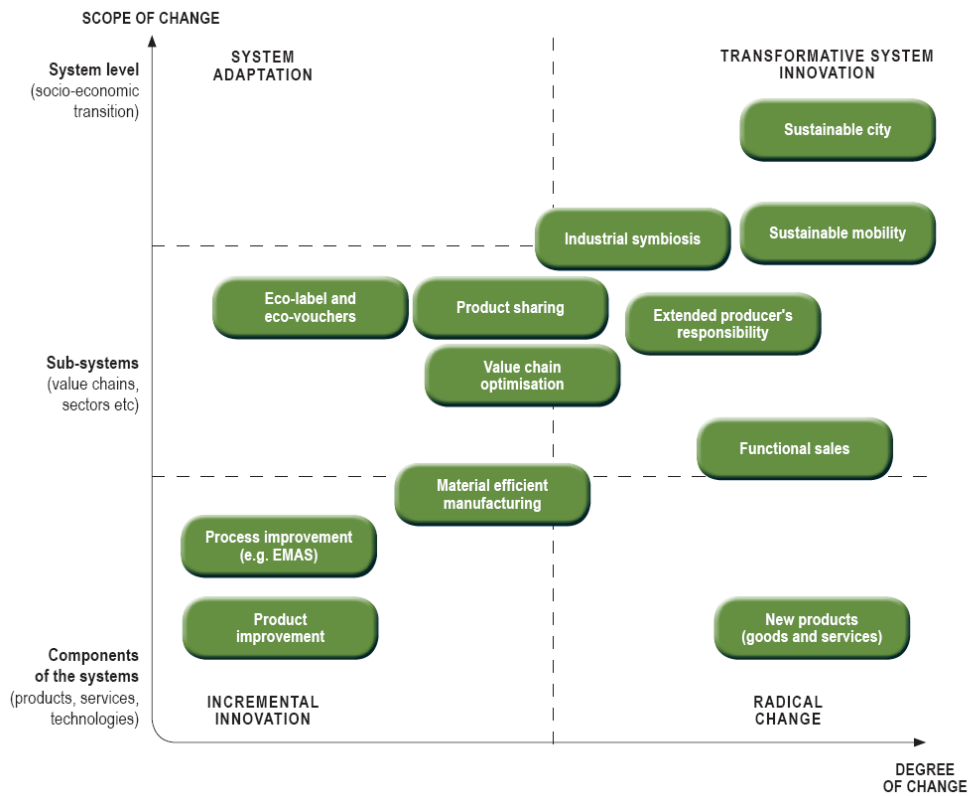 SCOPE OF CHANGE
System level
(socio-economic
transition)
SYSTEM
ADAPTATION
TRANSFORMATIVE SYSTEM
INNOVATION
Sustainable city
Industrial symbiosis
Sustainable mobility
Eco-label and
eco-vouchers
Product sharing
Extended producer's
responsibility
Sub-systems
(value chains,
sectors etc)
Value chain
optimisation
Functional sales
Material efficient
manufacturing
Process improvement
(e.g. EMAS)
Product
improvement
New products
(goods and services)
Components
of the systems
(products, services,
technologies)
INCREMENTAL
INNOVATION
RADICAL
CHANGE
DEGREE
OF CHANGE